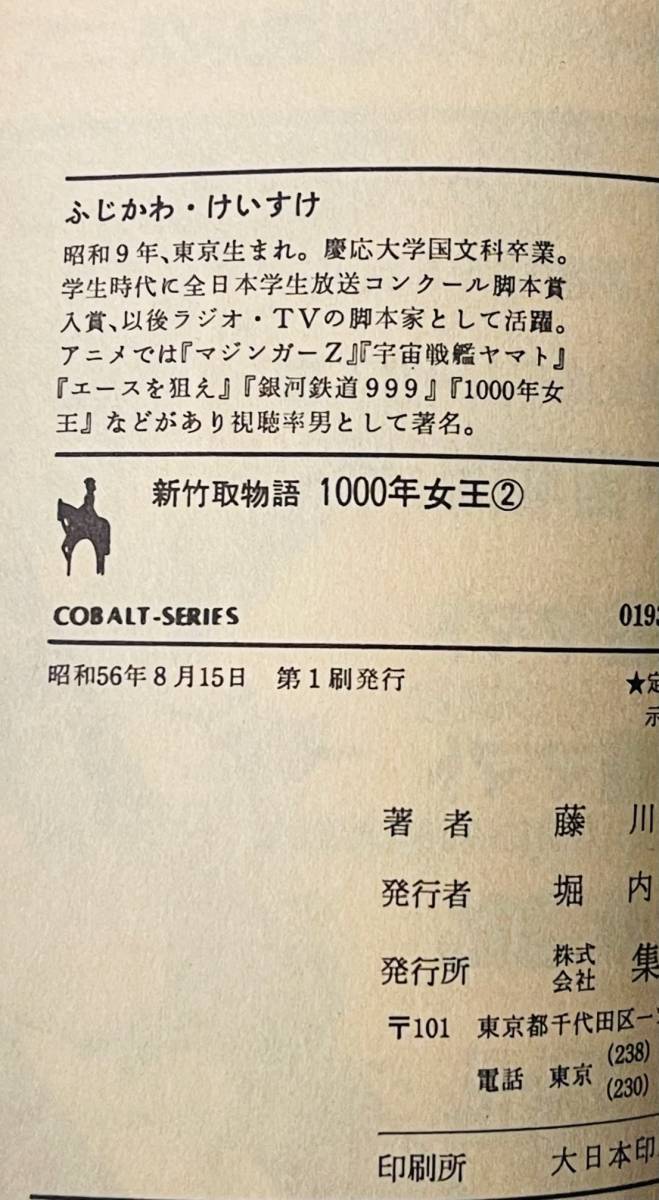 ふじかわ・けいすけ
昭和9年、東京生まれ。慶応大学国文科卒業。
学生時代に全日本学生放送コンクール脚本賞
入賞、以後ラジオ・TVの脚本家として活躍。
アニメでは『マジンガーZ』『宇宙戦艦ヤマト』
『エースを狙え』『銀河鉄道999』『1000年女
王』などがあり視聴率男として著名。
新竹取物語 1000年女王②
COBALT-SERIES 0193
昭和56年8月15日 第1刷発行 ★定
示
著者 藤川
発行者 堀内
発行所 株式会社 集
〒101 東京都千代田区一
電話 東京 (238)
(230)
印刷所 大日本印